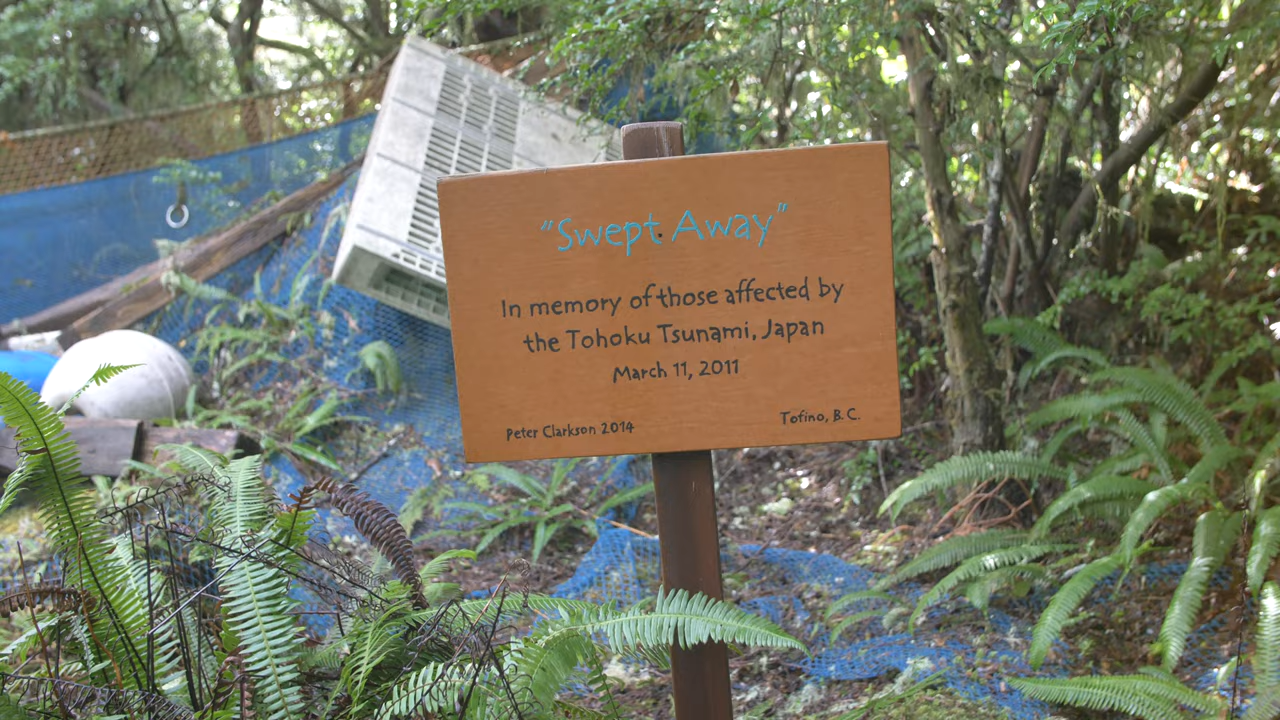 "Swept Away"
In memory of those affected by
the Tohoku Tsunami, Japan
March 11, 2011
Peter Clarkson 2014
Tofino, B.C.